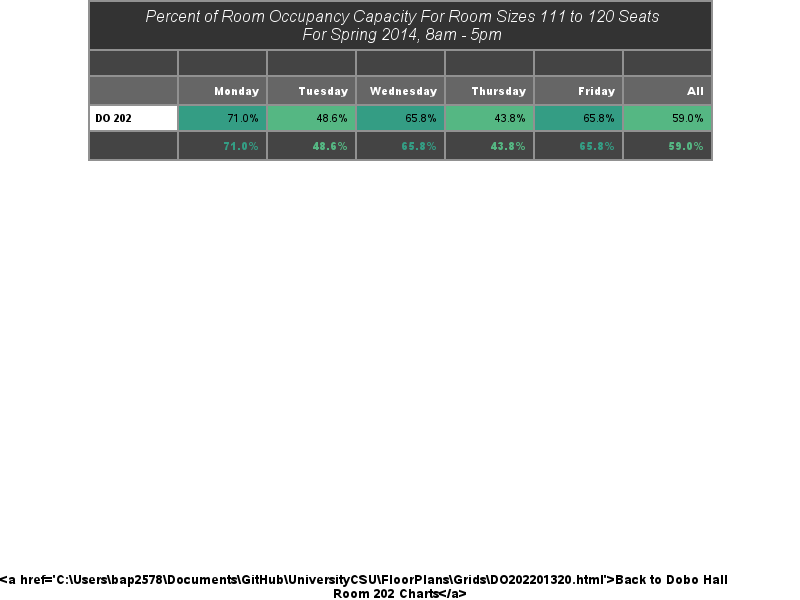 Percent of Room Occupancy Capacity For Room Sizes 111 to 120 Seats
For Spring 2014, 8am - 5pm
Monday Tuesday Wednesday Thursday Friday All
DO 202 71.0% 48.6% 65.8% 43.8% 65.8% 59.0%
71.0% 48.6% 65.8% 43.8% 65.8% 59.0%
<a href='C:\Users\bap2578\Documents\GitHub\UniversityCSU\FloorPlans\Grids\DO202201320.html'>Back to Dobo Hall
Room 202 Charts</a>